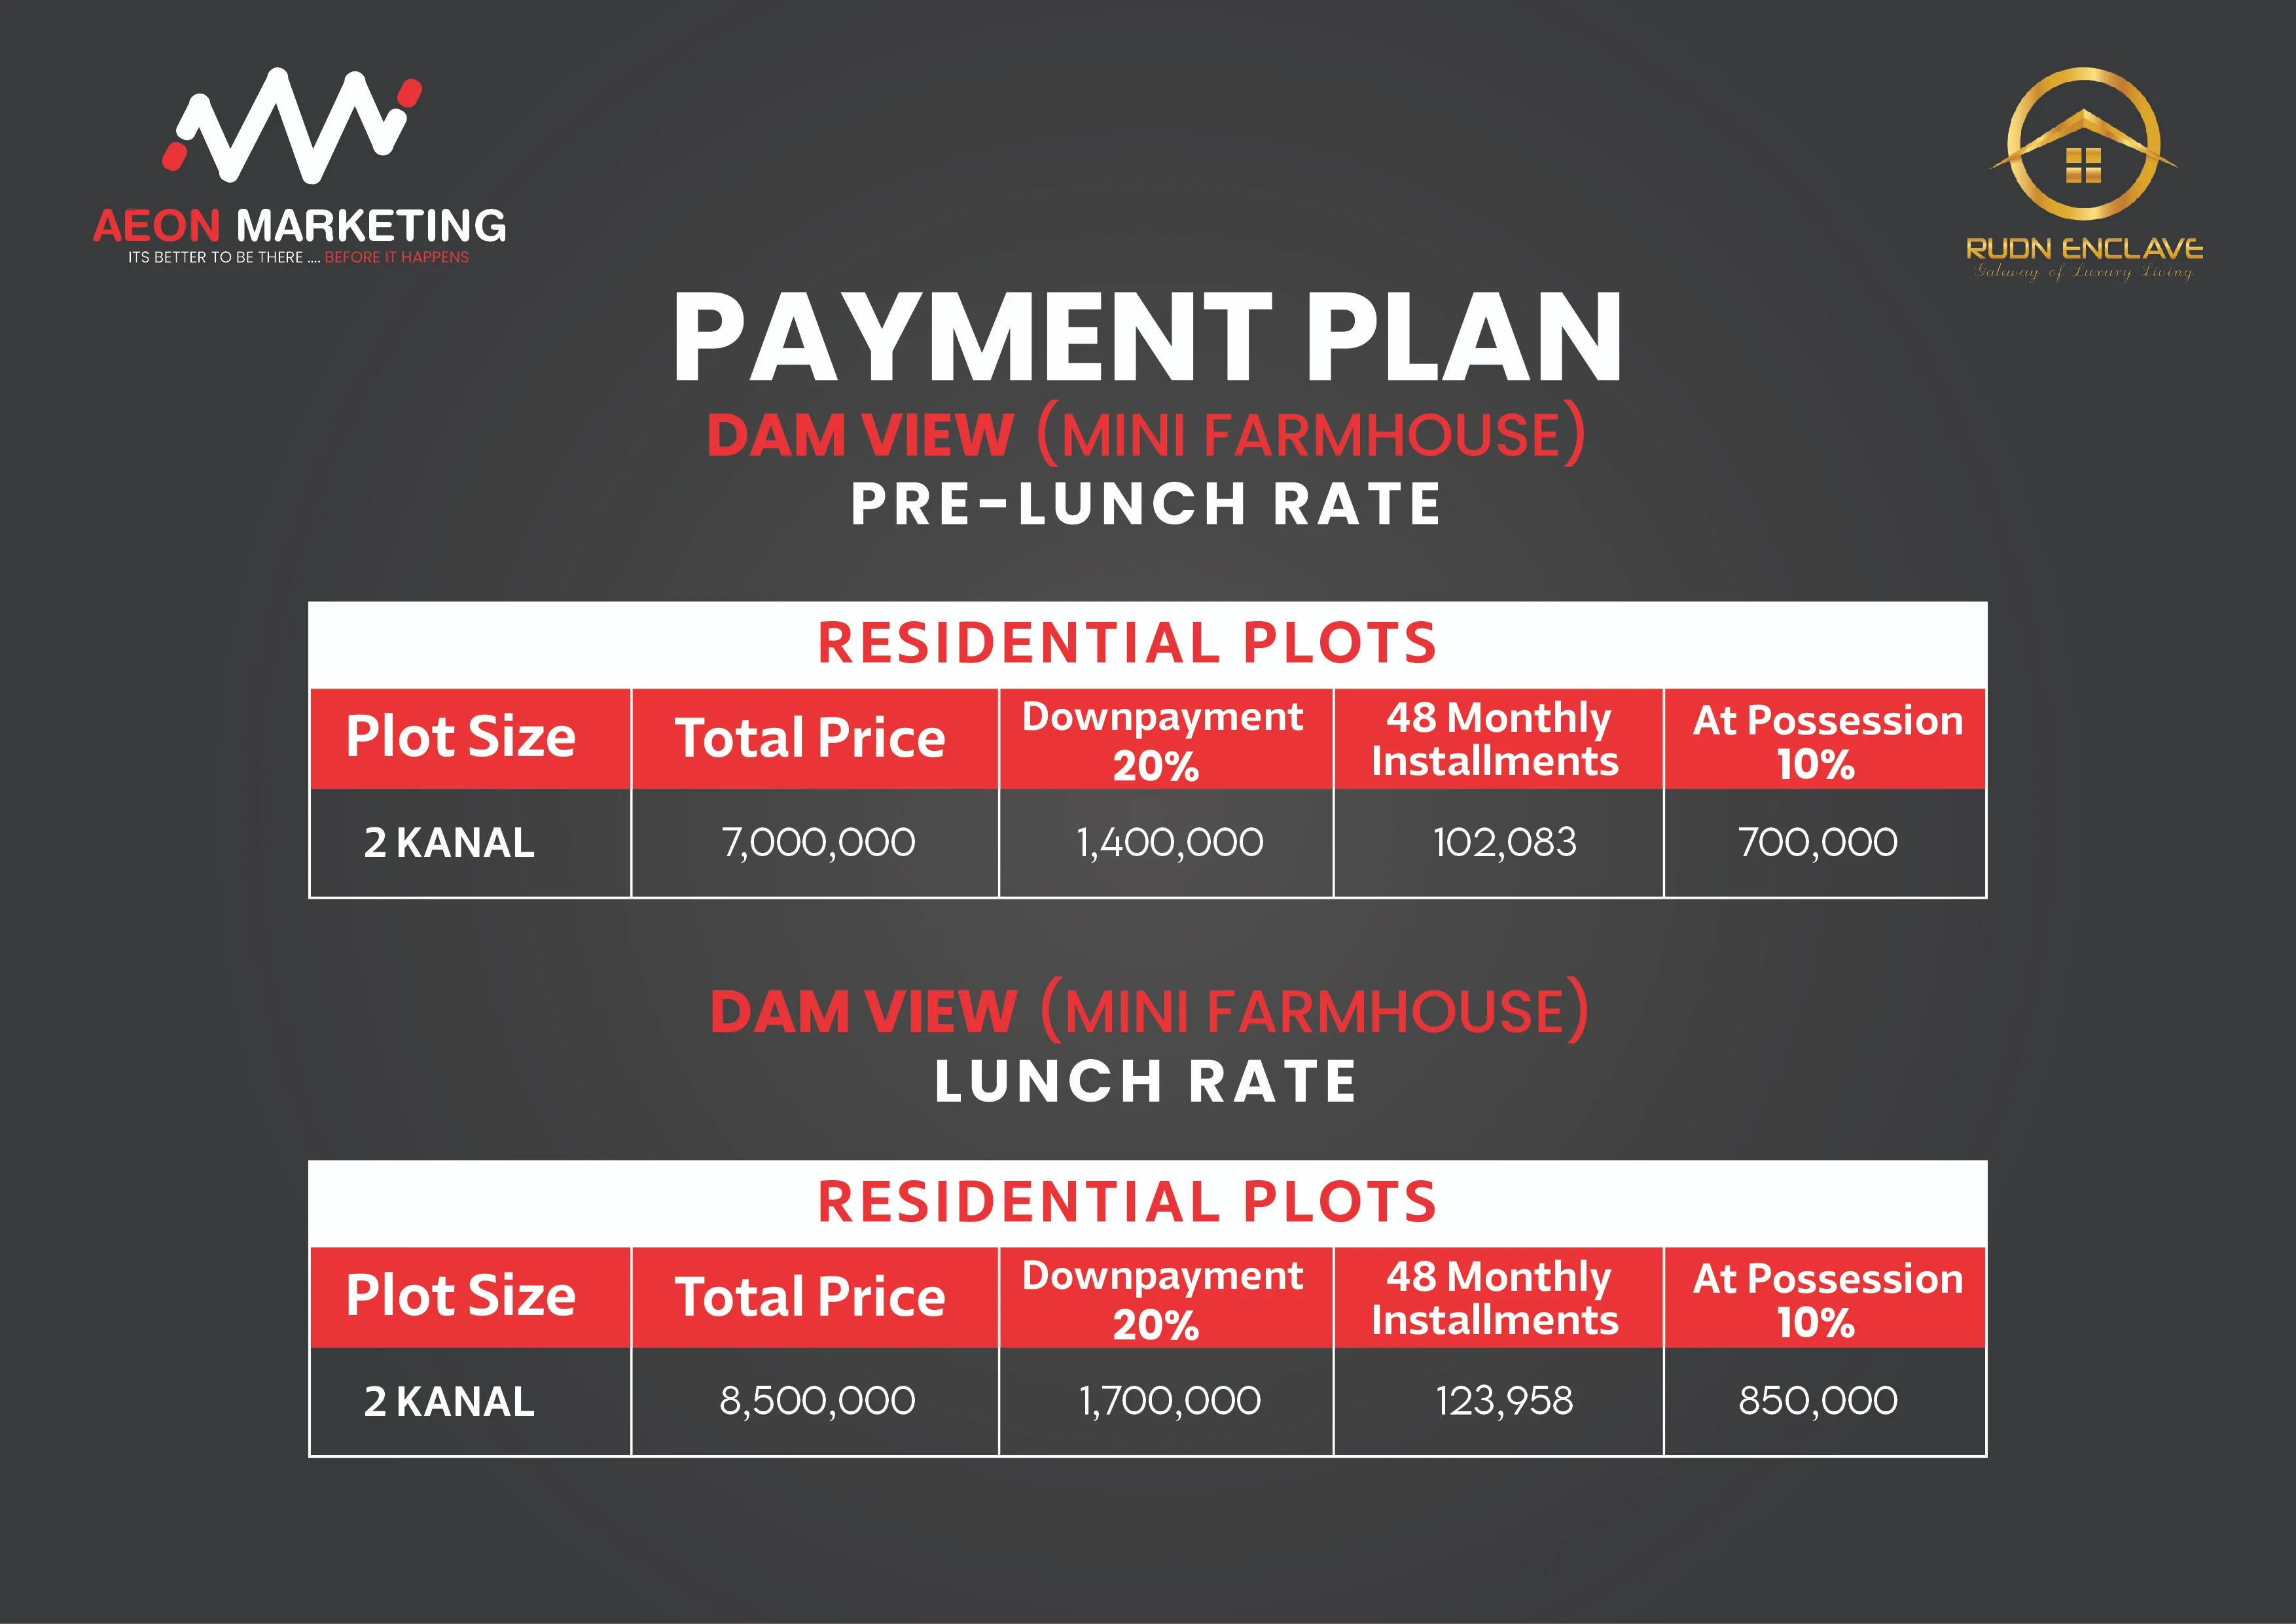 AEON MARKETING
ITS BETTER TO BE THERE .... BEFORE IT HAPPENS
RUDN ENCLAVE
Gateway of Luxury Living
PAYMENT PLAN
DAM VIEW (MINI FARMHOUSE)
PRE-LUNCH RATE
RESIDENTIAL PLOTS
Plot Size Total Price Downpayment 20% 48 Monthly Installments At Possession 10%
2 KANAL 7,000,000 1,400,000 102,083 700,000
DAM VIEW (MINI FARMHOUSE)
LUNCH RATE
RESIDENTIAL PLOTS
Plot Size Total Price Downpayment 20% 48 Monthly Installments At Possession 10%
2 KANAL 8,500,000 1,700,000 123,958 850,000